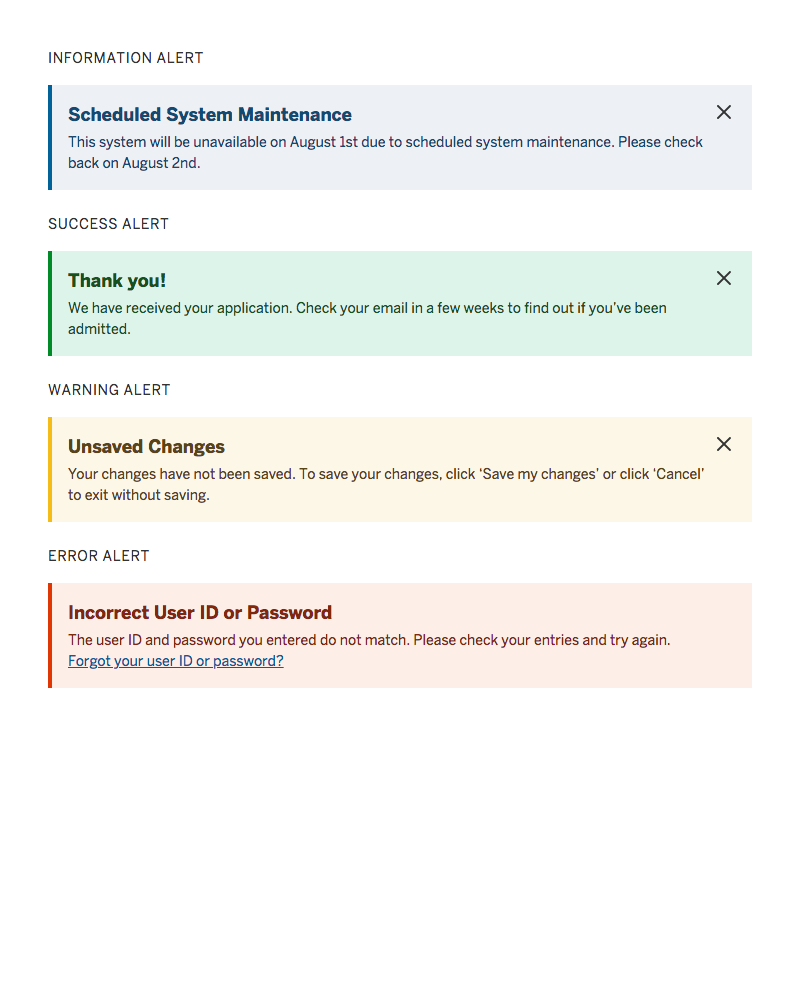 INFORMATION ALERT
Scheduled System Maintenance
This system will be unavailable on August 1st due to scheduled system maintenance. Please check
back on August 2nd.
SUCCESS ALERT
Thank you!
We have received your application. Check your email in a few weeks to find out if you’ve been
admitted.
WARNING ALERT
Unsaved Changes
Your changes have not been saved. To save your changes, click ‘Save my changes’ or click ‘Cancel’
to exit without saving.
ERROR ALERT
Incorrect User ID or Password
The user ID and password you entered do not match. Please check your entries and try again.
Forgot your user ID or password?